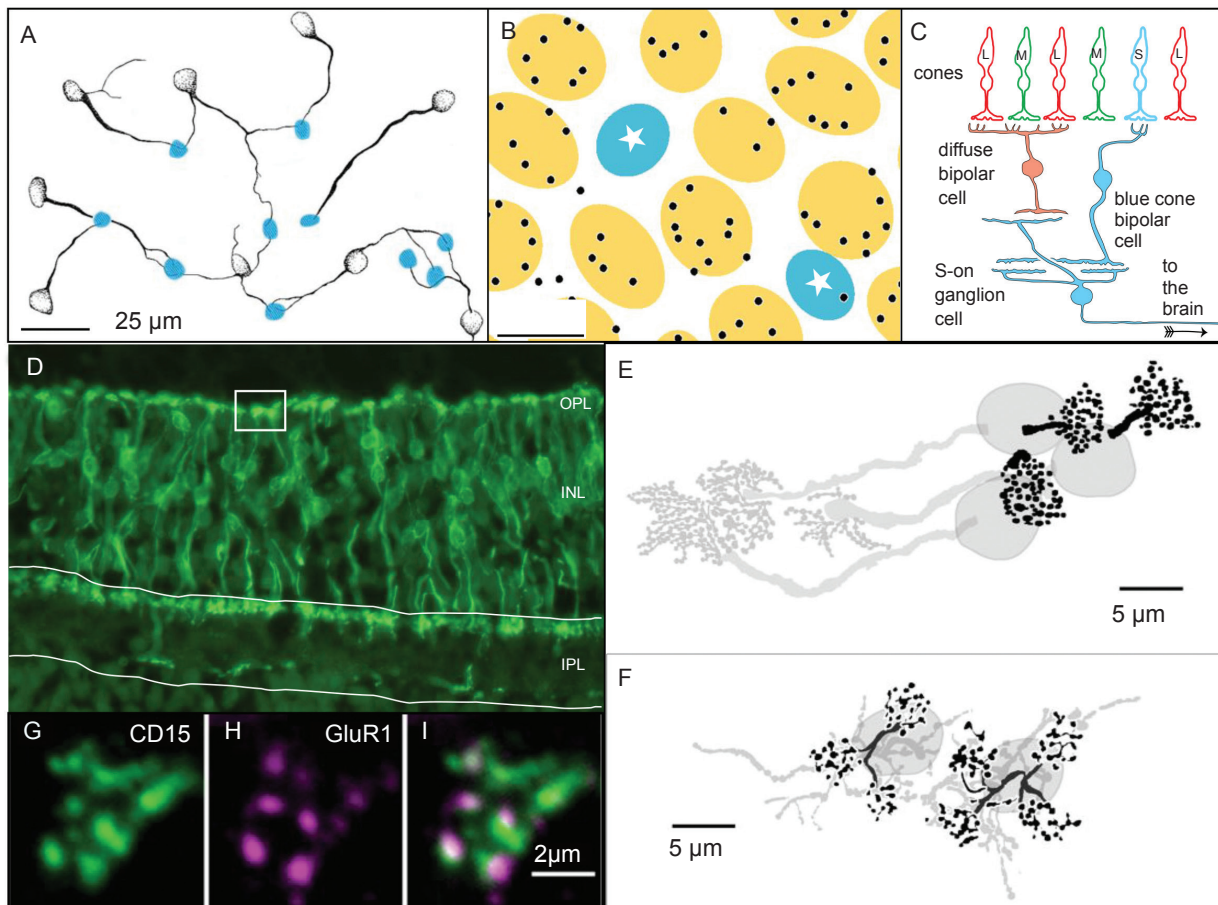 A
25 µm
B
C
cones
L
M
L
M
S
L
diffuse
bipolar
cell
blue cone
bipolar
cell
S-on
ganglion
cell
to
the
brain
D
OPL
INL
IPL
E
5 µm
F
5 µm
G
CD15
H
GluR1
I
2µm